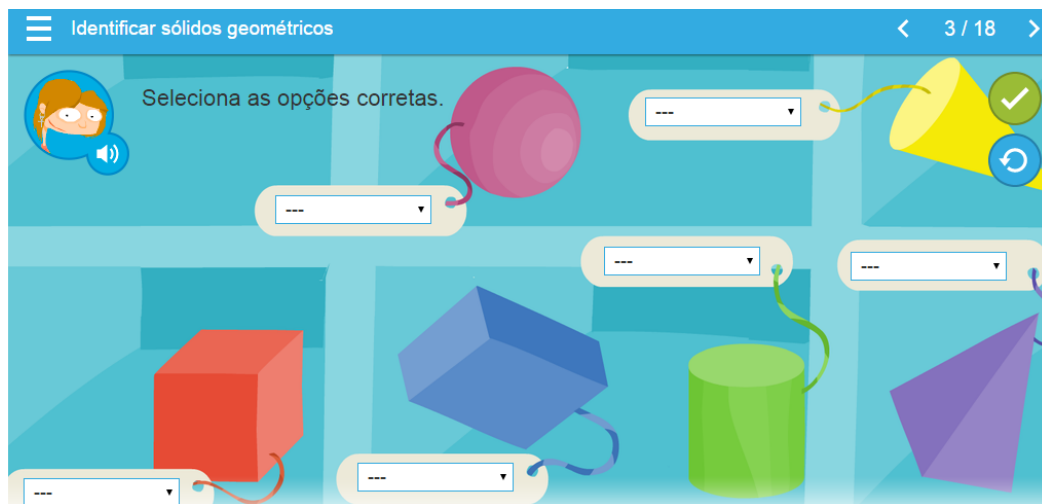 Identificar sólidos geométricos
3 / 18
Seleciona as opções corretas.
---
---
---
---
---
---